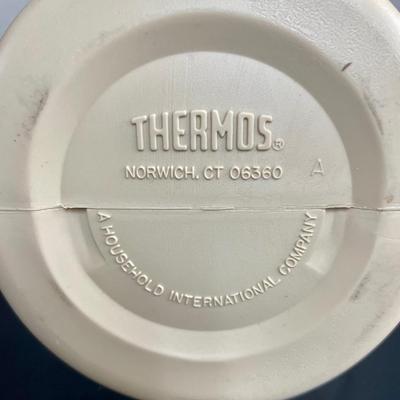 THERMOS®
NORWICH, CT 06360 A
A HOUSEHOLD INTERNATIONAL COMPANY